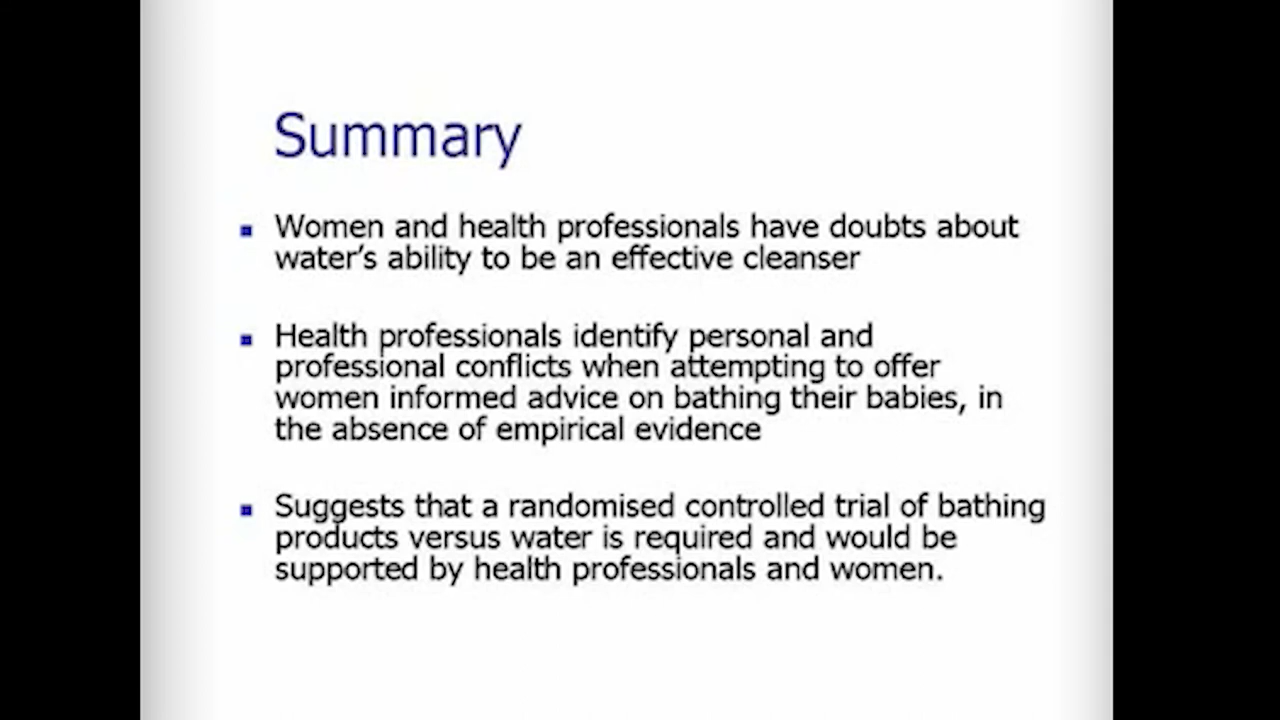 Summary
Women and health professionals have doubts about
water's ability to be an effective cleanser
Health professionals identify personal and
professional conflicts when attempting to offer
women informed advice on bathing their babies, in
the absence of empirical evidence
Suggests that a randomised controlled trial of bathing
products versus water is required and would be
supported by health professionals and women.